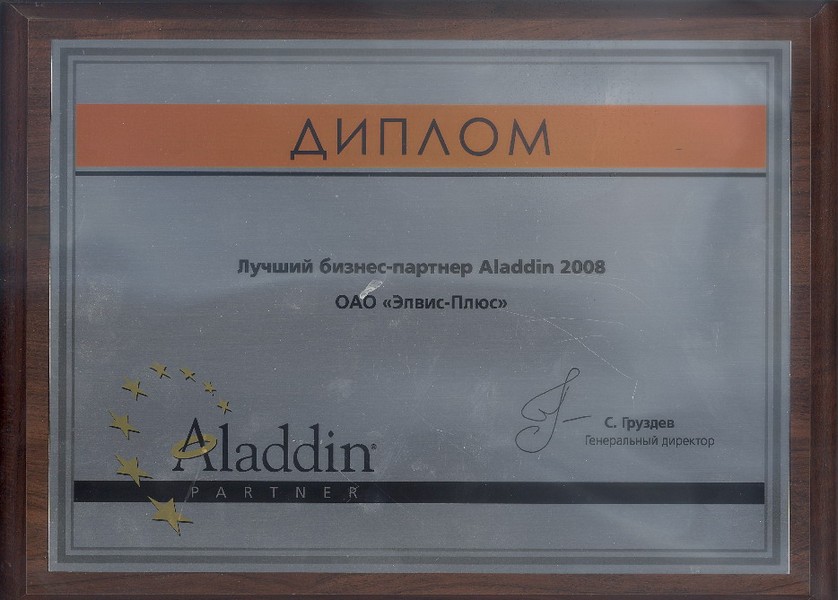 ДИПЛОМ
Лучший бизнес-партнер Aladdin 2008
ОАО «Элвис-Плюс»
С. Груздев
Генеральный директор
Aladdin®
PARTNER